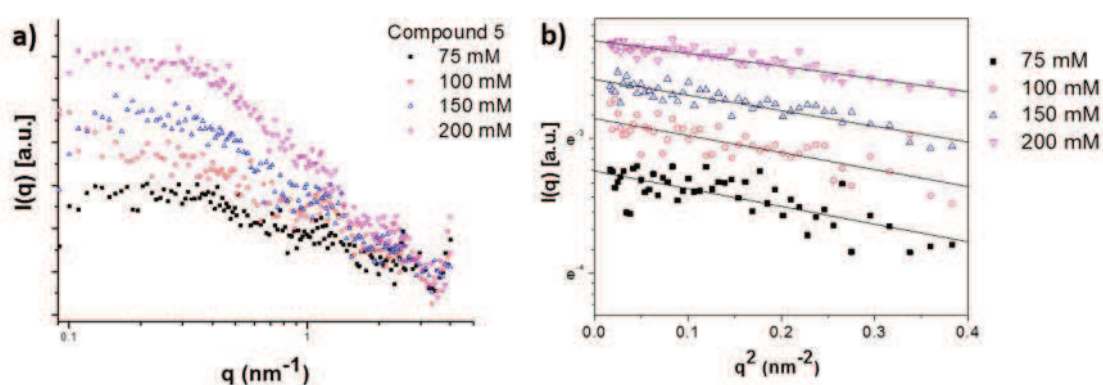 a)
Compound 5
75 mM
100 mM
150 mM
200 mM
I(q) [a.u.]
0.1
1
q (nm⁻¹)
b)
75 mM
100 mM
150 mM
200 mM
I(q) [a.u.]
e⁻³
e⁻⁴
0.0
0.1
0.2
0.3
0.4
q² (nm⁻²)